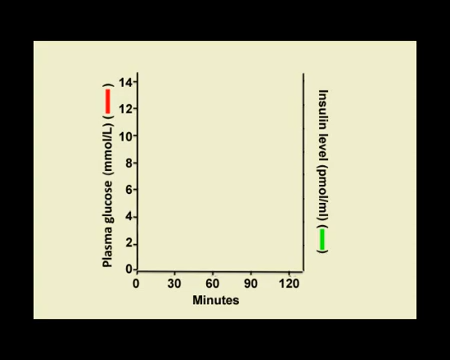 Plasma glucose (mmol/L) ( )
14
12
10
8
6
4
2
0
0 30 60 90 120
Minutes
Insulin level (pmol/ml) ( )